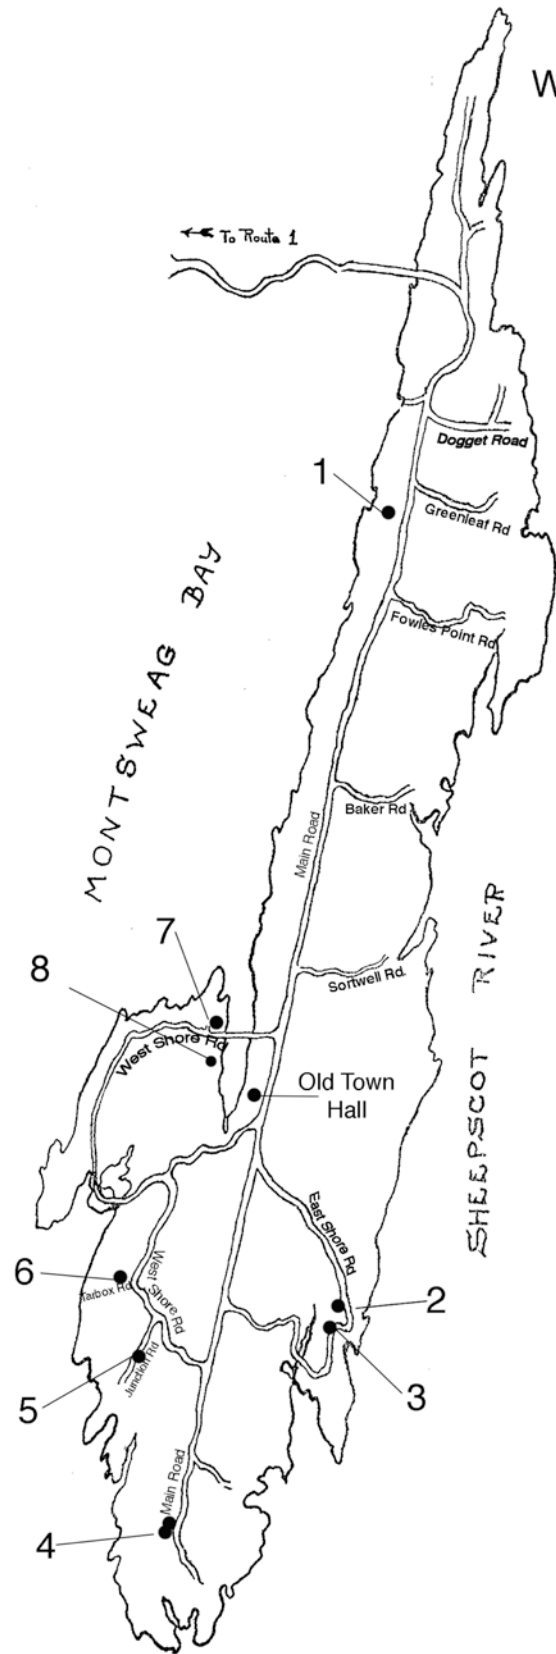 W
To Route 1
Dogget Road
1
Greenleaf Rd
Fowles Point Rd
MONTSWEAG BAY
Baker Rd
Main Road
SHEEPSCOT RIVER
7
Sortwell Rd.
8
West Shore Rd
Old Town
Hall
East Shore Rd
6
Tarbox Rd
West Shore Rd
2
5
Junction Rd
3
Main Road
4